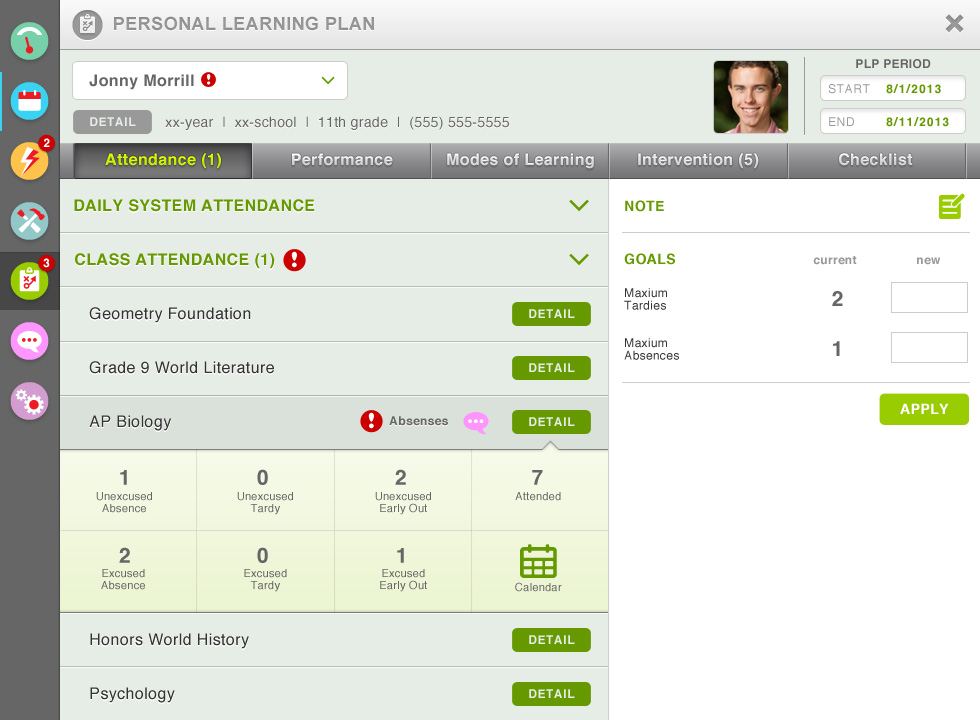 PERSONAL LEARNING PLAN
Jonny Morrill
DETAIL xx-year | xx-school | 11th grade | (555) 555-5555
PLP PERIOD
START 8/1/2013
END 8/11/2013
2
3
Attendance (1) Performance Modes of Learning Intervention (5) Checklist
DAILY SYSTEM ATTENDANCE
CLASS ATTENDANCE (1) !
Geometry Foundation DETAIL
Grade 9 World Literature DETAIL
AP Biology ! Absenses DETAIL
1
Unexcused
Absence
0
Unexcused
Tardy
2
Unexcused
Early Out
7
Attended
2
Excused
Absence
0
Excused
Tardy
1
Excused
Early Out
Calendar
Honors World History DETAIL
Psychology DETAIL
NOTE
GOALS current new
Maxium
Tardies
2
Maxium
Absences
1
APPLY